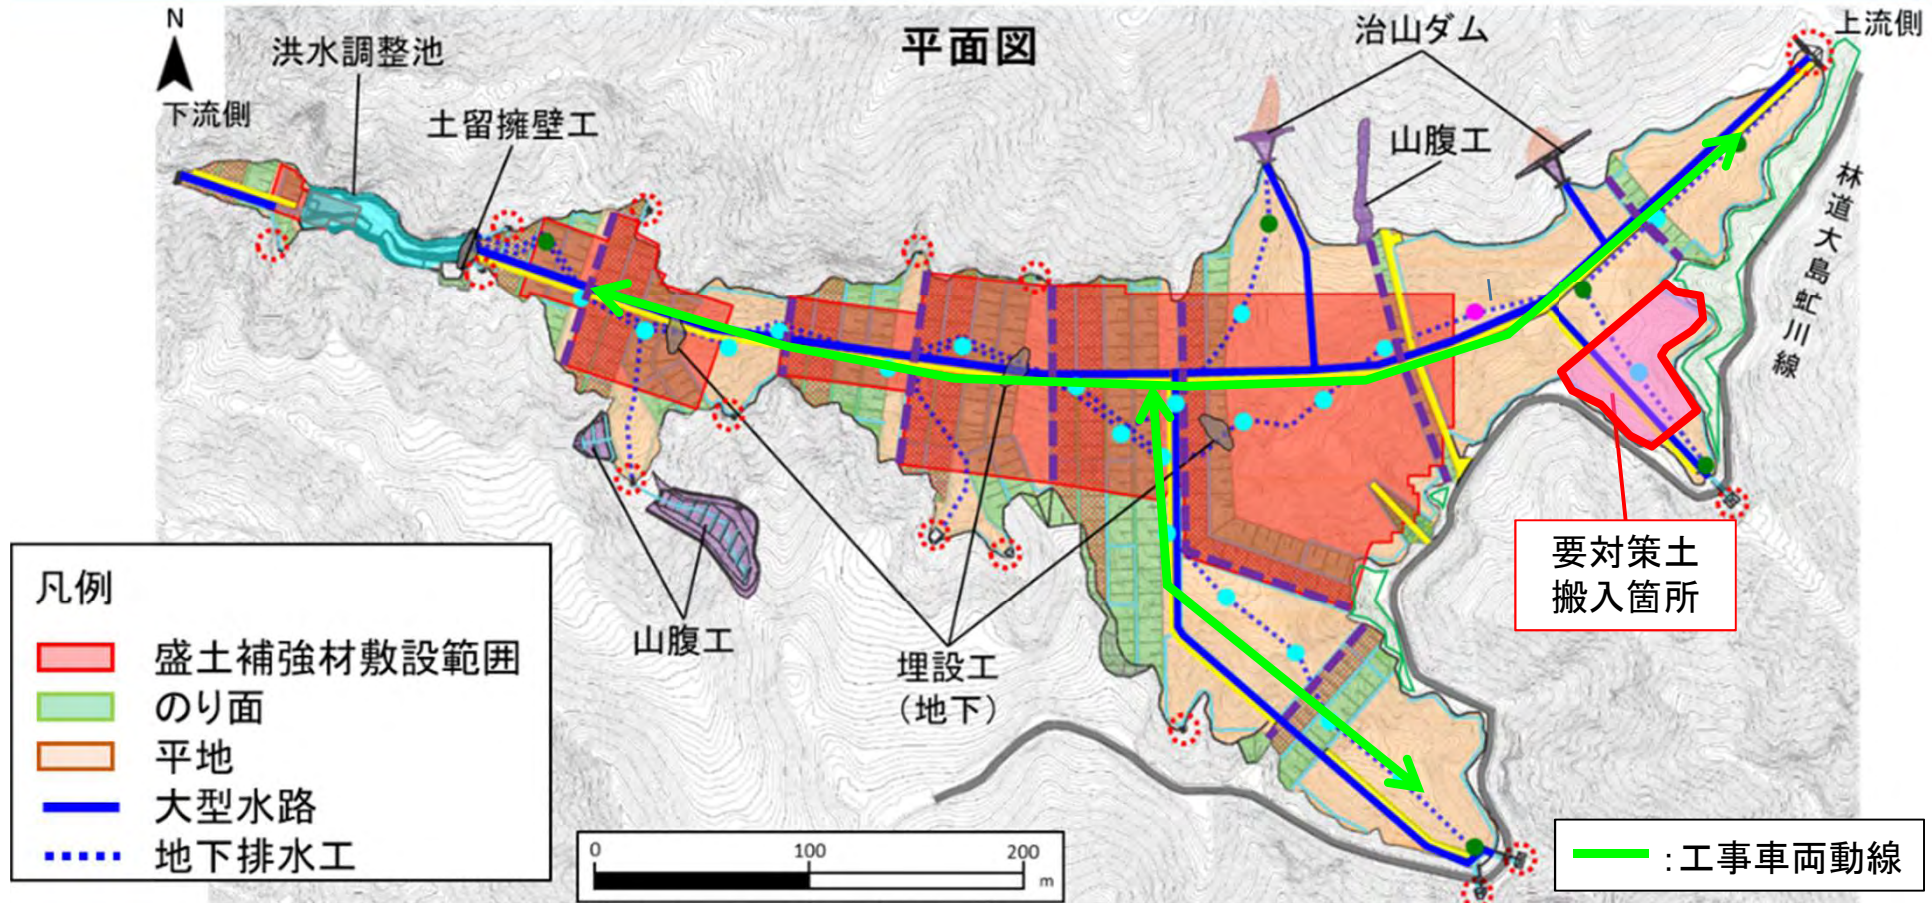 平面図
N
下流側
洪水調整池
土留擁壁工
治山ダム
山腹工
上流側
林道大島虻川線
要対策土
搬入箇所
山腹工
埋設工
（地下）
凡例
盛土補強材敷設範囲
のり面
平地
大型水路
地下排水工
0 100 200
m
：工事車両動線